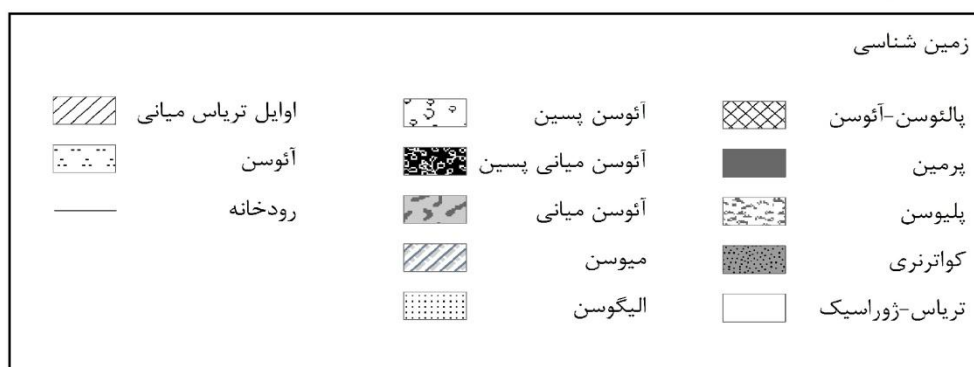 زمین شناسی
پالئوسن-آئوسن
پرمین
پلیوسن
کواترنری
تریاس-ژوراسیک
آئوسن پسین
آئوسن میانی پسین
آئوسن میانی
میوسن
الیگوسن
اوایل تریاس میانی
آئوسن
رودخانه